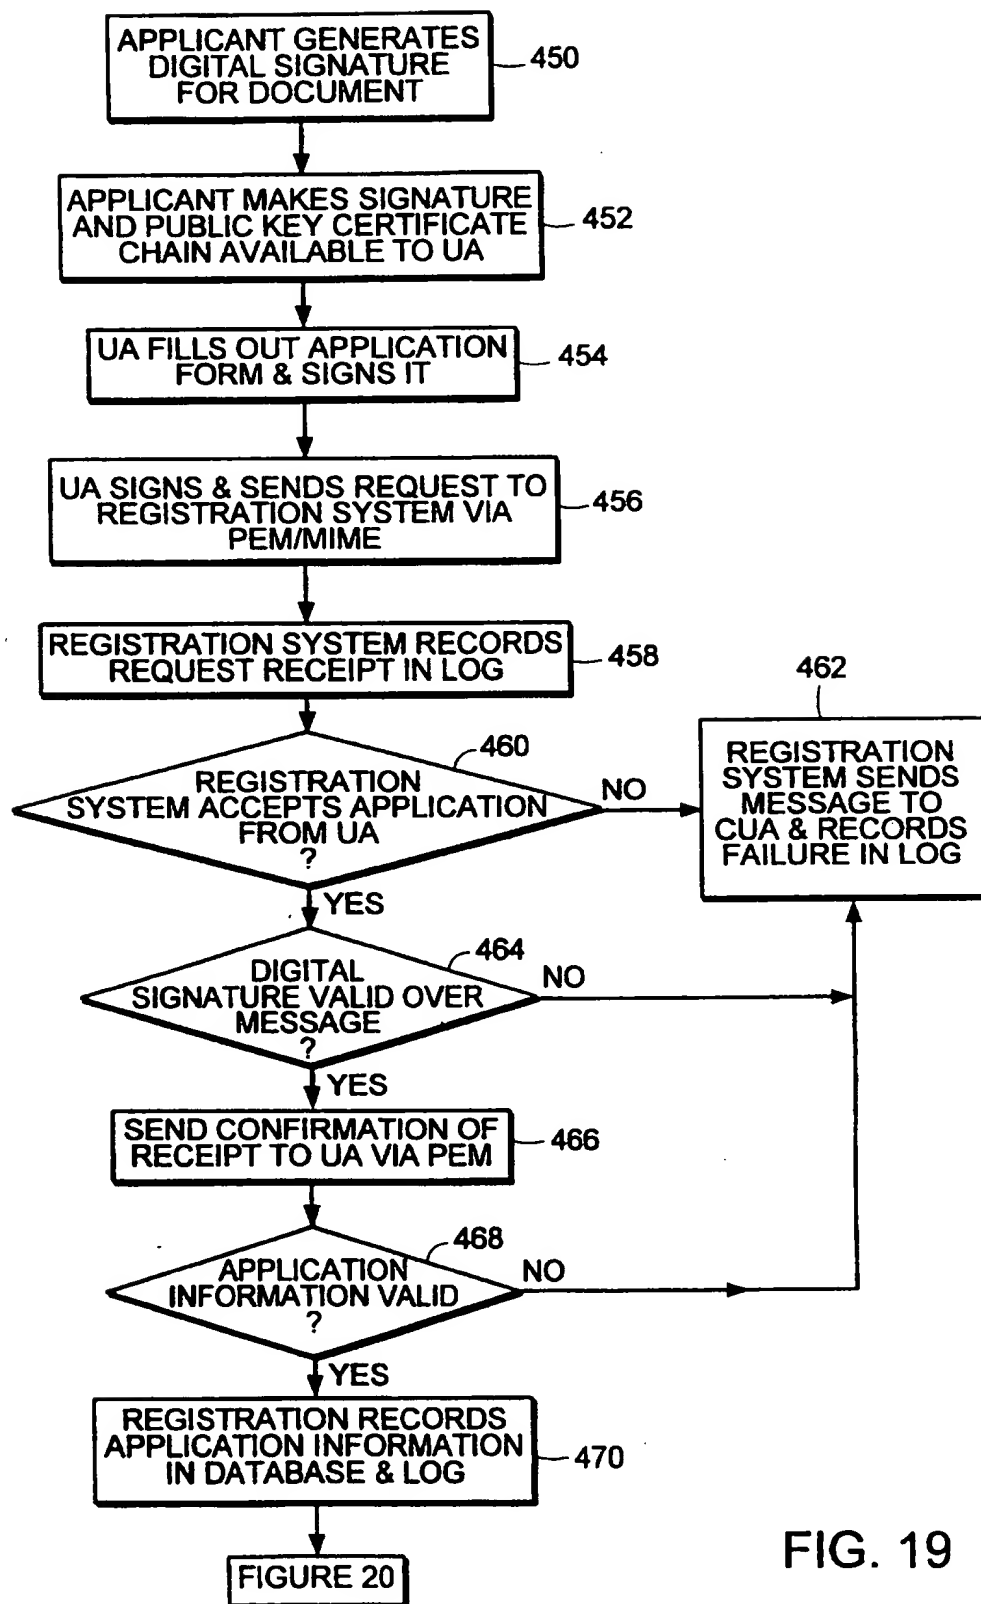 APPLICANT GENERATES
DIGITAL SIGNATURE
FOR DOCUMENT
450
APPLICANT MAKES SIGNATURE
AND PUBLIC KEY CERTIFICATE
CHAIN AVAILABLE TO UA
452
UA FILLS OUT APPLICATION
FORM & SIGNS IT
454
UA SIGNS & SENDS REQUEST TO
REGISTRATION SYSTEM VIA
PEM/MIME
456
REGISTRATION SYSTEM RECORDS
REQUEST RECEIPT IN LOG
458
460
REGISTRATION
SYSTEM ACCEPTS APPLICATION
FROM UA
?
NO
YES
462
REGISTRATION
SYSTEM SENDS
MESSAGE TO
CUA & RECORDS
FAILURE IN LOG
464
DIGITAL
SIGNATURE VALID OVER
MESSAGE
?
NO
YES
SEND CONFIRMATION OF
RECEIPT TO UA VIA PEM
466
468
APPLICATION
INFORMATION VALID
?
NO
YES
REGISTRATION RECORDS
APPLICATION INFORMATION
IN DATABASE & LOG
470
FIGURE 20
FIG. 19